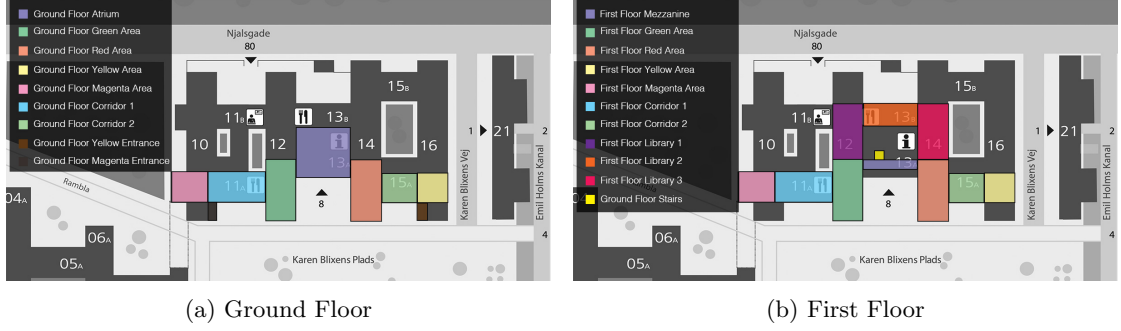 Ground Floor Atrium
Ground Floor Green Area
Ground Floor Red Area
Ground Floor Yellow Area
Ground Floor Magenta Area
Ground Floor Corridor 1
Ground Floor Corridor 2
Ground Floor Yellow Entrance
Ground Floor Magenta Entrance
Njalsgade
80
15B
11B
13B
10
12
14
16
1
21
2
13A
11A
15A
8
Rambla
04A
06A
05A
Karen Blixens Plads
Karen Blixens Vej
Emil Holms Kanal
4
(a) Ground Floor
First Floor Mezzanine
First Floor Green Area
First Floor Red Area
First Floor Yellow Area
First Floor Magenta Area
First Floor Corridor 1
First Floor Corridor 2
First Floor Library 1
First Floor Library 2
First Floor Library 3
Ground Floor Stairs
Njalsgade
80
15B
11B
13B
10
12
14
16
1
21
2
13
11A
15A
8
04A
06A
05A
Karen Blixens Plads
Karen Blixens Vej
Emil Holms Kanal
4
(b) First Floor